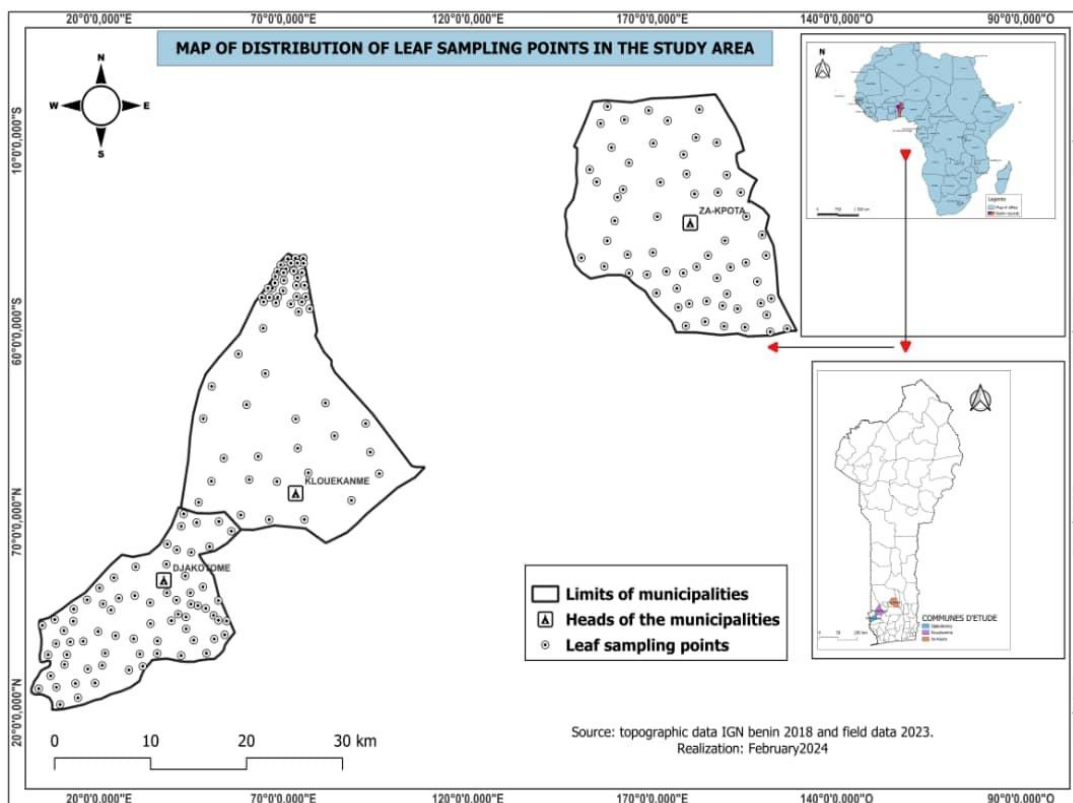 20°0'0,000"E 70°0'0,000"E 120°0'0,000"E 170°0'0,000"E 140°0'0,000"O 90°0'0,000"O
MAP OF DISTRIBUTION OF LEAF SAMPLING POINTS IN THE STUDY AREA
N
W E
S
N
10°0'0,000"S
ZA-KPOTA
Legende
60°0'0,000"S
KLOUEKANME
70°0'0,000"N
DJAKOTOME
Limits of municipalities
Heads of the municipalities
Leaf sampling points
COMMUNES D'ETUDE
20°0'0,000"N
0 10 20 30 km
Source: topographic data IGN benin 2018 and field data 2023.
Realization: February2024
20°0'0,000"E 70°0'0,000"E 120°0'0,000"E 170°0'0,000"E 140°0'0,000"O 90°0'0,000"O